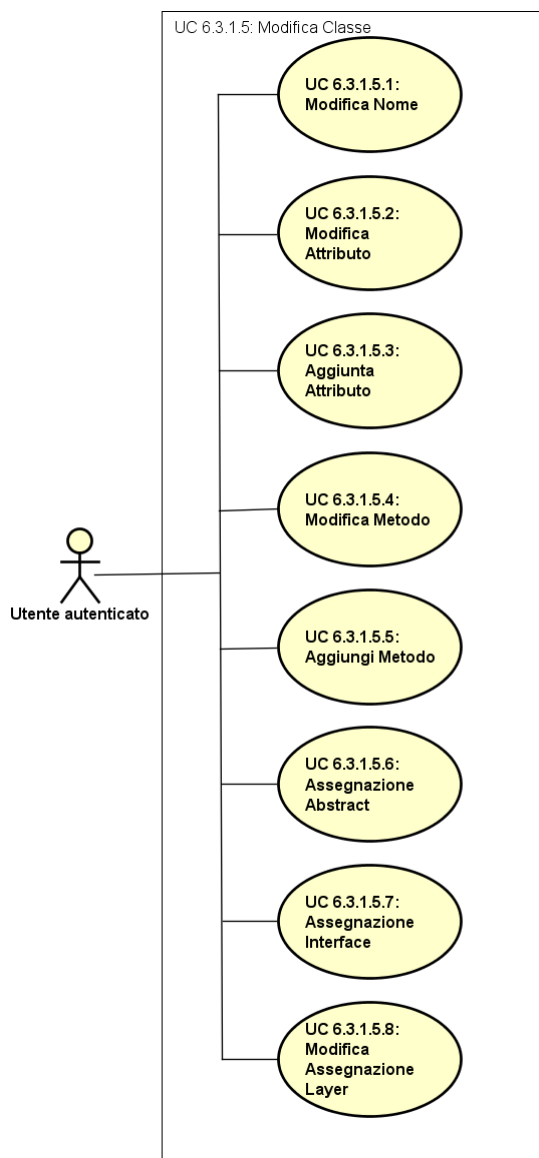 UC 6.3.1.5: Modifica Classe
UC 6.3.1.5.1:
Modifica Nome
UC 6.3.1.5.2:
Modifica
Attributo
UC 6.3.1.5.3:
Aggiunta
Attributo
UC 6.3.1.5.4:
Modifica Metodo
Utente autenticato
UC 6.3.1.5.5:
Aggiungi Metodo
UC 6.3.1.5.6:
Assegnazione
Abstract
UC 6.3.1.5.7:
Assegnazione
Interface
UC 6.3.1.5.8:
Modifica
Assegnazione
Layer